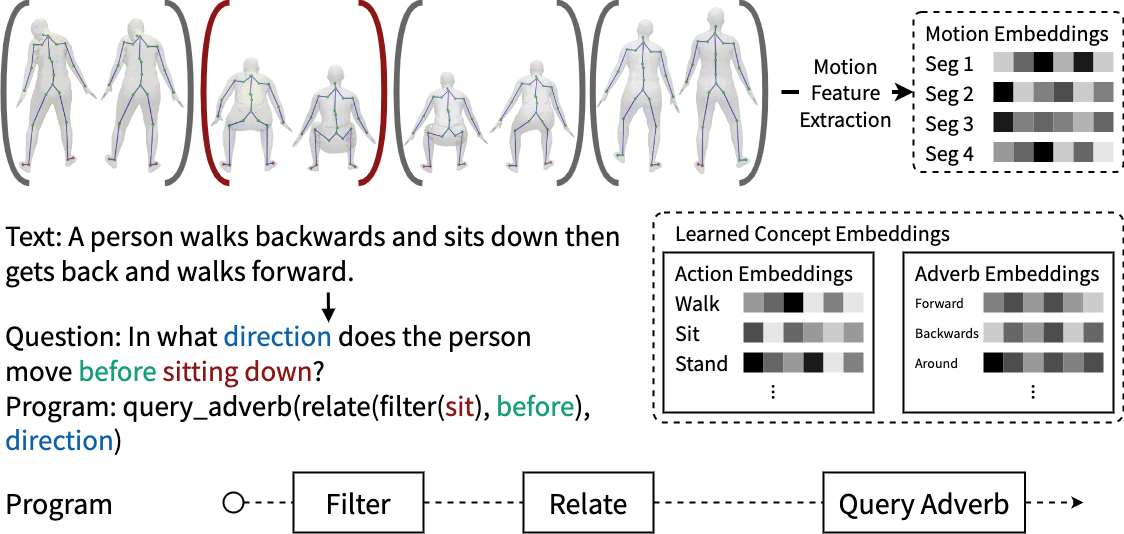 Motion
Feature
Extraction
Motion Embeddings
Seg 1
Seg 2
Seg 3
Seg 4
Text: A person walks backwards and sits down then
gets back and walks forward.
Question: In what direction does the person
move before sitting down?
Program: query_adverb(relate(filter(sit), before),
direction)
Learned Concept Embeddings
Action Embeddings
Walk
Sit
Stand
⋮
Adverb Embeddings
Forward
Backwards
Around
⋮
Program
Filter
Relate
Query Adverb